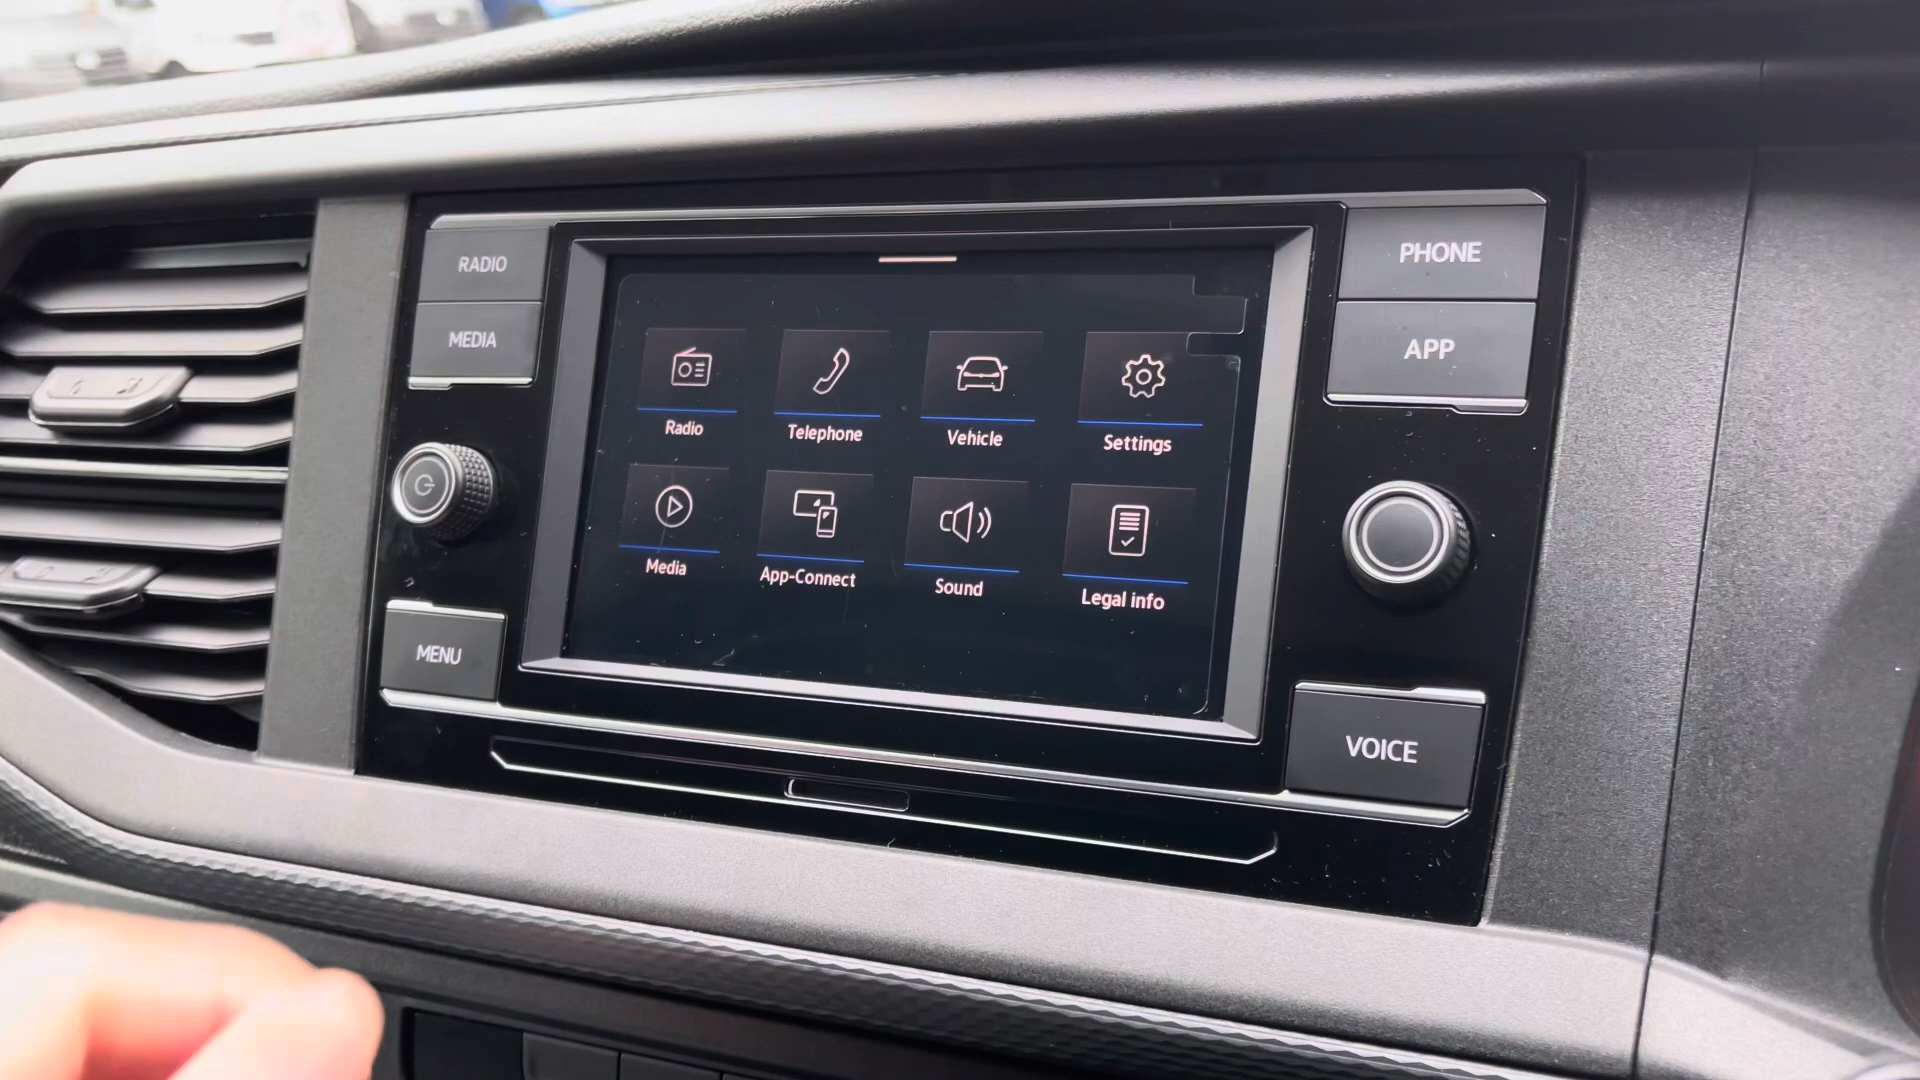 RADIO
MEDIA
MENU
Radio
Telephone
Vehicle
Settings
Media
App-Connect
Sound
Legal info
PHONE
APP
VOICE